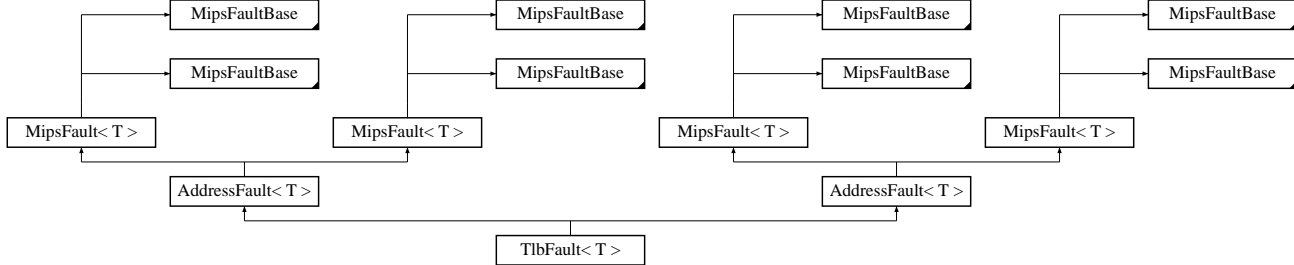 MipsFaultBase MipsFaultBase MipsFaultBase MipsFaultBase
MipsFaultBase MipsFaultBase MipsFaultBase MipsFaultBase
MipsFault< T > MipsFault< T > MipsFault< T > MipsFault< T >
AddressFault< T > AddressFault< T >
TlbFault< T >